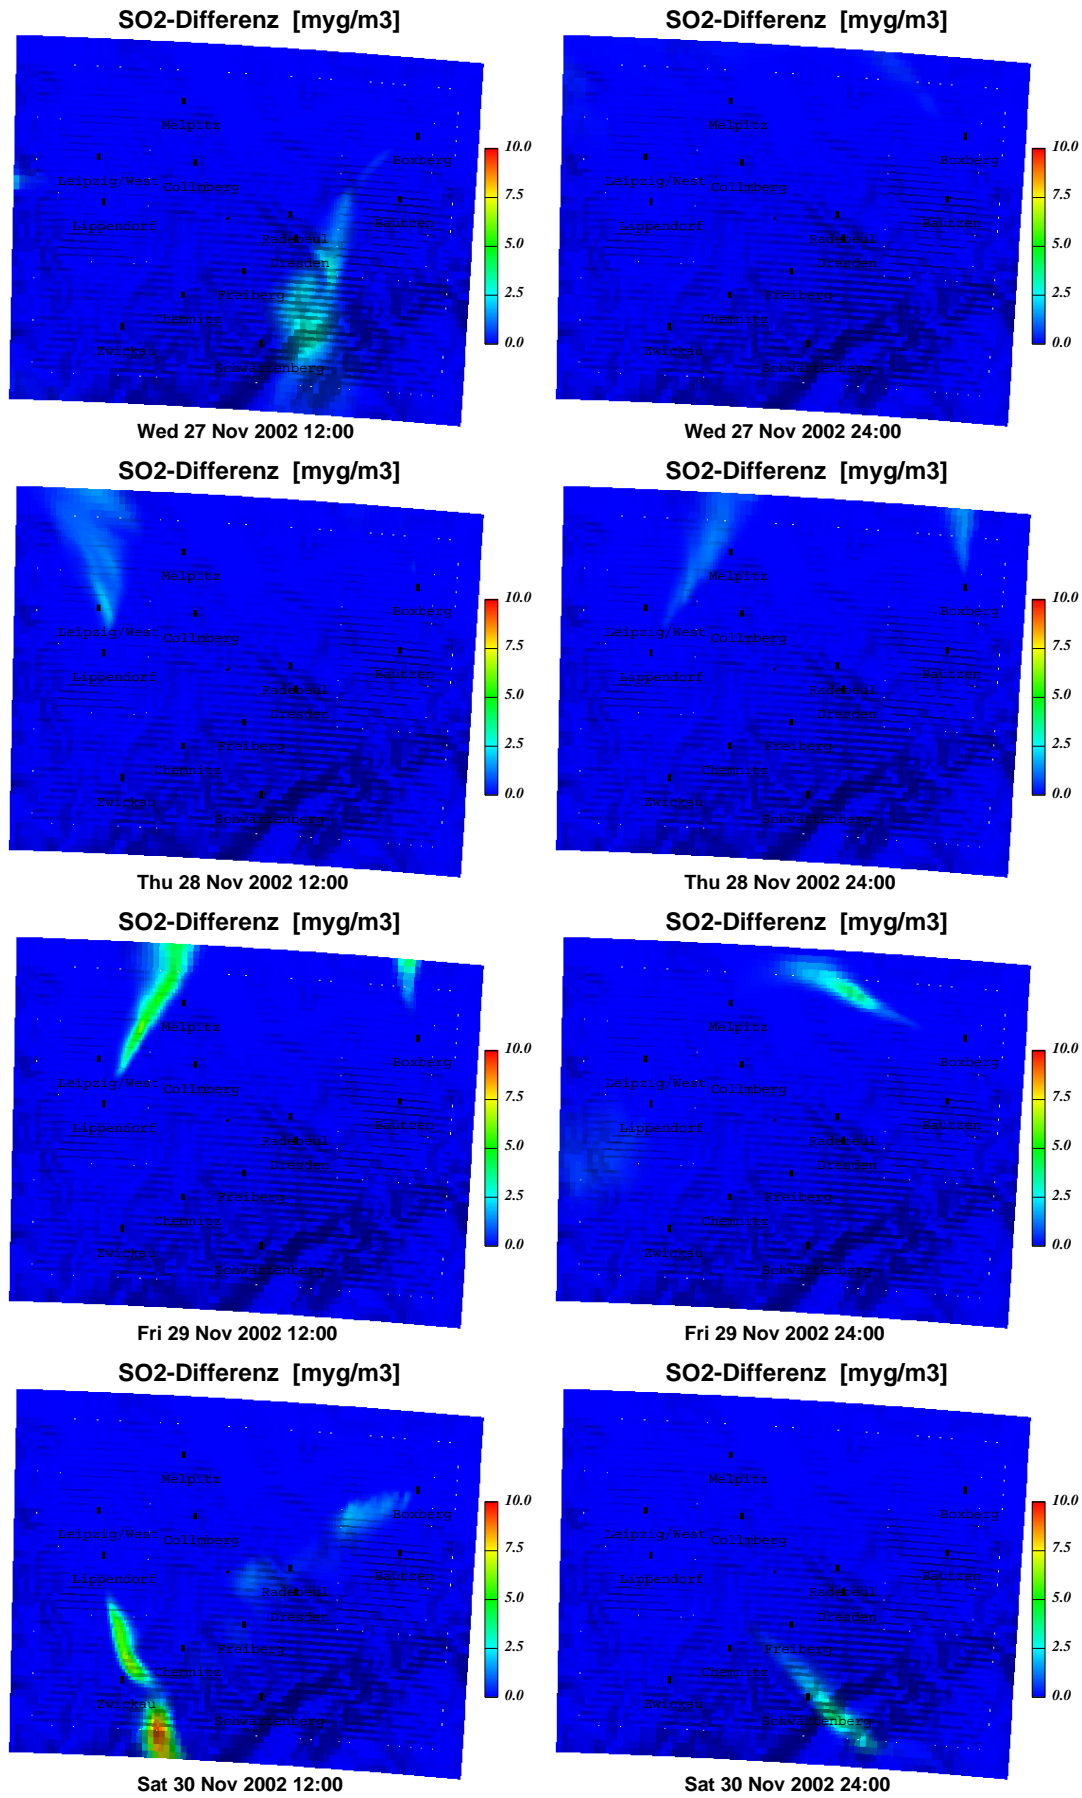 SO2-Differenz [myg/m3]
Melpitz
Boxberg
Leipzig/West
Collmberg
Lippendorf
Bautzen
Radebeul
Dresden
Freiberg
Chemnitz
Zwickau
Schwartenberg
10.0
7.5
5.0
2.5
0.0
Wed 27 Nov 2002 12:00
SO2-Differenz [myg/m3]
Melpitz
Boxberg
Leipzig/West
Collmberg
Lippendorf
Bautzen
Radebeul
Dresden
Freiberg
Chemnitz
Zwickau
Schwartenberg
10.0
7.5
5.0
2.5
0.0
Wed 27 Nov 2002 24:00
SO2-Differenz [myg/m3]
Melpitz
Boxberg
Leipzig/West
Collmberg
Lippendorf
Bautzen
Radebeul
Dresden
Freiberg
Chemnitz
Zwickau
Schwartenberg
10.0
7.5
5.0
2.5
0.0
Thu 28 Nov 2002 12:00
SO2-Differenz [myg/m3]
Melpitz
Boxberg
Leipzig/West
Collmberg
Lippendorf
Bautzen
Radebeul
Dresden
Freiberg
Chemnitz
Zwickau
Schwartenberg
10.0
7.5
5.0
2.5
0.0
Thu 28 Nov 2002 24:00
SO2-Differenz [myg/m3]
Melpitz
Boxberg
Leipzig/West
Collmberg
Lippendorf
Bautzen
Radebeul
Dresden
Freiberg
Chemnitz
Zwickau
Schwartenberg
10.0
7.5
5.0
2.5
0.0
Fri 29 Nov 2002 12:00
SO2-Differenz [myg/m3]
Melpitz
Boxberg
Leipzig/West
Collmberg
Lippendorf
Bautzen
Radebeul
Dresden
Freiberg
Chemnitz
Zwickau
Schwartenberg
10.0
7.5
5.0
2.5
0.0
Fri 29 Nov 2002 24:00
SO2-Differenz [myg/m3]
Melpitz
Boxberg
Leipzig/West
Collmberg
Lippendorf
Bautzen
Radebeul
Dresden
Freiberg
Chemnitz
Zwickau
Schwartenberg
10.0
7.5
5.0
2.5
0.0
Sat 30 Nov 2002 12:00
SO2-Differenz [myg/m3]
Melpitz
Boxberg
Leipzig/West
Collmberg
Lippendorf
Bautzen
Radebeul
Dresden
Freiberg
Chemnitz
Zwickau
Schwartenberg
10.0
7.5
5.0
2.5
0.0
Sat 30 Nov 2002 24:00